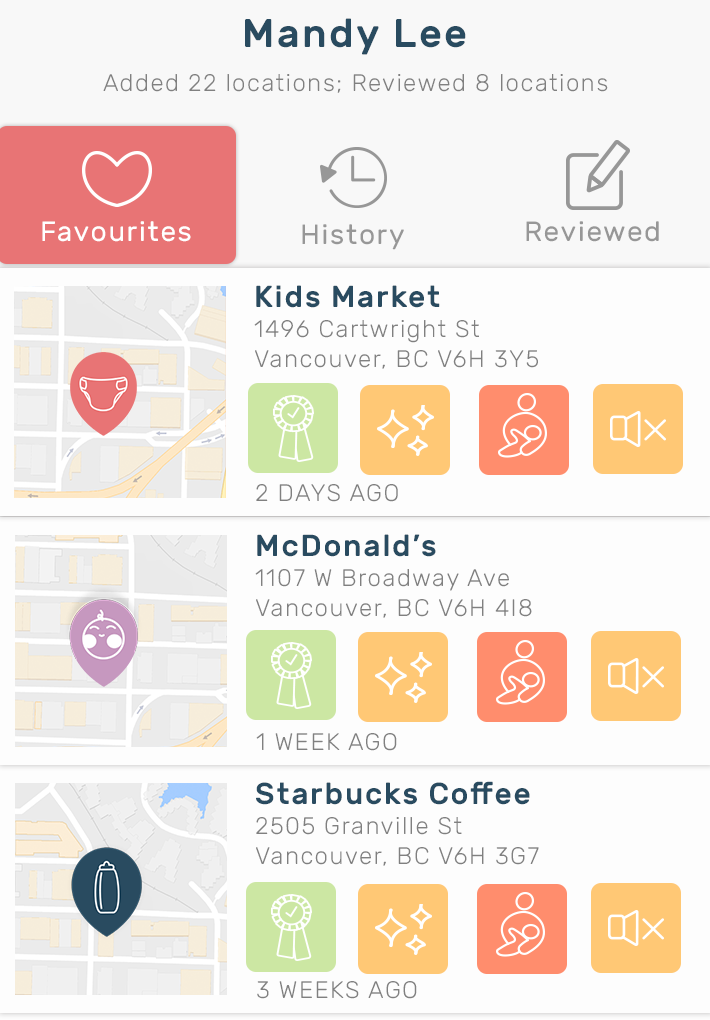 Mandy Lee
Added 22 locations; Reviewed 8 locations
Favourites
History
Reviewed
Kids Market
1496 Cartwright St
Vancouver, BC V6H 3Y5
2 DAYS AGO
McDonald’s
1107 W Broadway Ave
Vancouver, BC V6H 4I8
1 WEEK AGO
Starbucks Coffee
2505 Granville St
Vancouver, BC V6H 3G7
3 WEEKS AGO